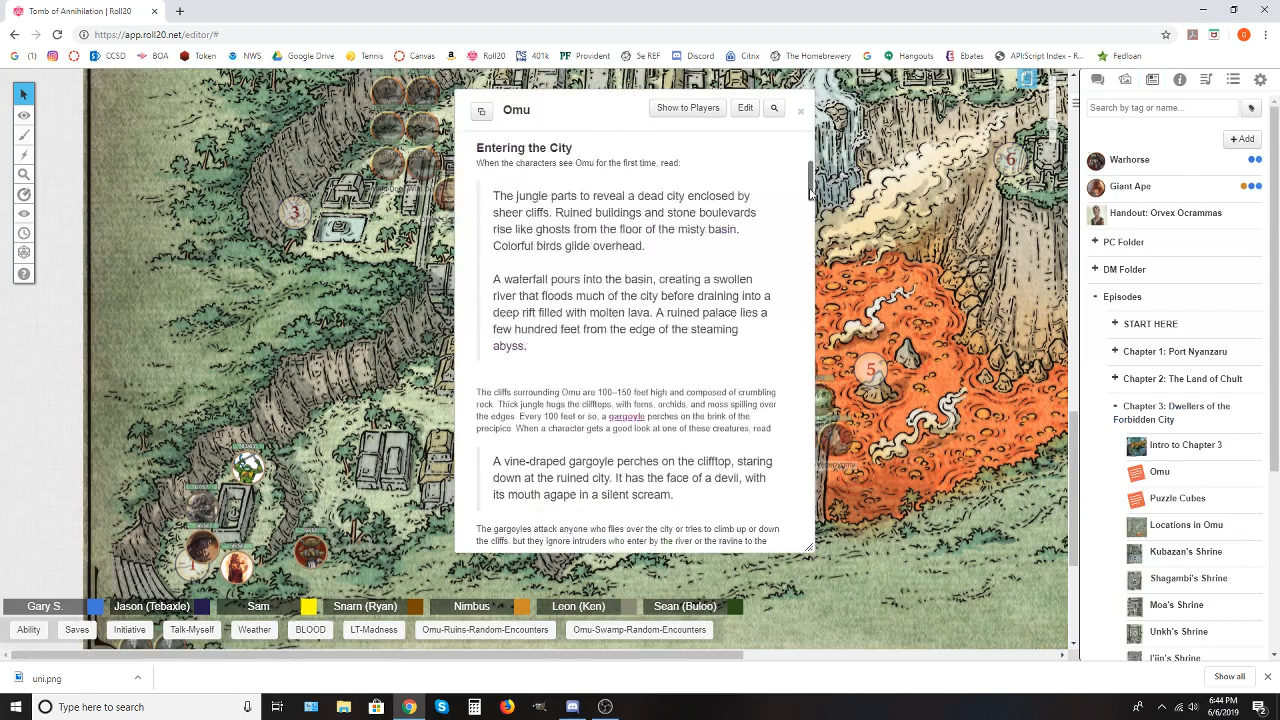 Tomb of Annihilation | Roll20
https://app.roll20.net/editor/#
G (1) CCSD BOA Token NWS Google Drive Tennis Canvas Roll20 401k Provident Se REF Discord Citrix The Homebrewery Hangouts Ebates APIScript Index - R... Fedloan
Omu
Show to Players
Edit
Entering the City
When the characters see Omu for the first time, read:
The jungle parts to reveal a dead city enclosed by
sheer cliffs. Ruined buildings and stone boulevards
rise like ghosts from the floor of the misty basin.
Colorful birds glide overhead.
A waterfall pours into the basin, creating a swollen
river that floods much of the city before draining into a
deep rift filled with molten lava. A ruined palace lies a
few hundred feet from the edge of the steaming
abyss.
The cliffs surrounding Omu are 100–150 feet high and composed of crumbling
rock. Thick jungle hugs the clifftops, with ferns, orchids, and moss spilling over
the edges. Every 100 feet or so, a gargoyle perches on the brink of the
precipice. When a character gets a good look at one of these creatures, read
A vine-draped gargoyle perches on the clifftop, staring
down at the ruined city. It has the face of a devil, with
its mouth agape in a silent scream.
The gargoyles attack anyone who flies over the city or tries to climb up or down
the cliffs, but they ignore intruders who enter by the river or the ravine to the
3
5
6
1
Search by tag or name...
+ Add
Warhorse
Giant Ape
Handout: Orvex Ocrammas
+ PC Folder
+ DM Folder
- Episodes
+ START HERE
+ Chapter 1: Port Nyanzaru
+ Chapter 2: The Land of Chult
- Chapter 3: Dwellers of the
Forbidden City
Intro to Chapter 3
Omu
Puzzle Cubes
Locations in Omu
Kubazan's Shrine
Shagambi's Shrine
Moa's Shrine
Unkh's Shrine
I'jin's Shrine
Gary S.
Jason (Tebaxle)
Sam
Snarn (Ryan)
Nimbus
Leon (Ken)
Sean (Buloo)
Ability
Saves
Initiative
Talk-Myself
Weather
BLOOD
LT-Madness
Omu-Ruins-Random-Encounters
Omu-Swamp-Random-Encounters
uni.png
Show all
Type here to search
6:44 PM
6/6/2019